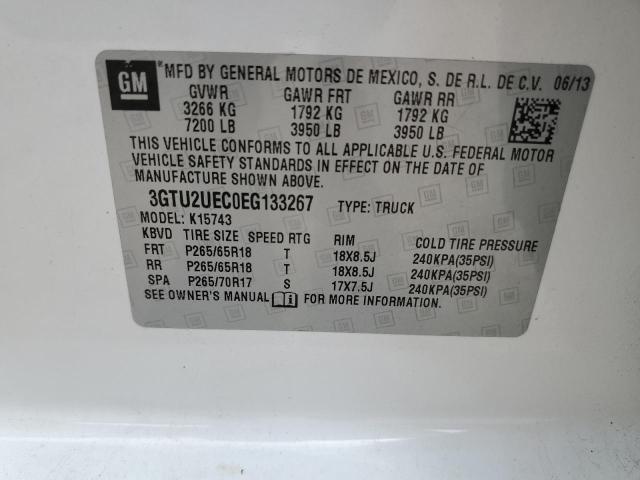 GM MFD BY GENERAL MOTORS DE MEXICO, S. DE R.L. DE C.V. 06/13
GVWR GAWR FRT GAWR RR
3266 KG 1792 KG 1792 KG
7200 LB 3950 LB 3950 LB
THIS VEHICLE CONFORMS TO ALL APPLICABLE U.S. FEDERAL MOTOR
VEHICLE SAFETY STANDARDS IN EFFECT ON THE DATE OF
MANUFACTURE SHOWN ABOVE.
3GTU2UEC0EG133267 TYPE: TRUCK
MODEL: K15743
KBVD TIRE SIZE SPEED RTG RIM COLD TIRE PRESSURE
FRT P265/65R18 T 18X8.5J 240KPA(35PSI)
RR P265/65R18 T 18X8.5J 240KPA(35PSI)
SPA P265/70R17 S 17X7.5J 240KPA(35PSI)
SEE OWNER'S MANUAL FOR MORE INFORMATION.